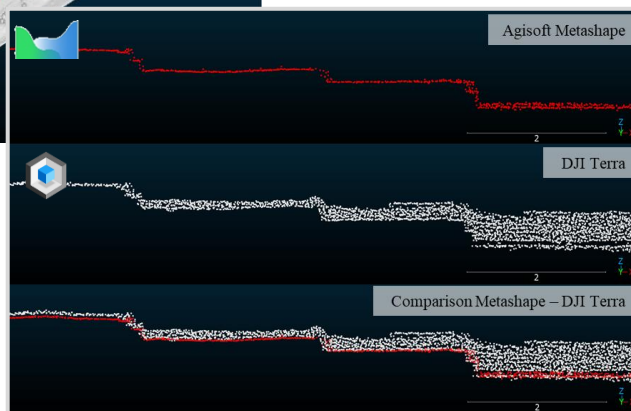 Agisoft Metashape
2
Z
Y
DJI Terra
2
Z
Y
Comparison Metashape – DJI Terra
2
Z
Y